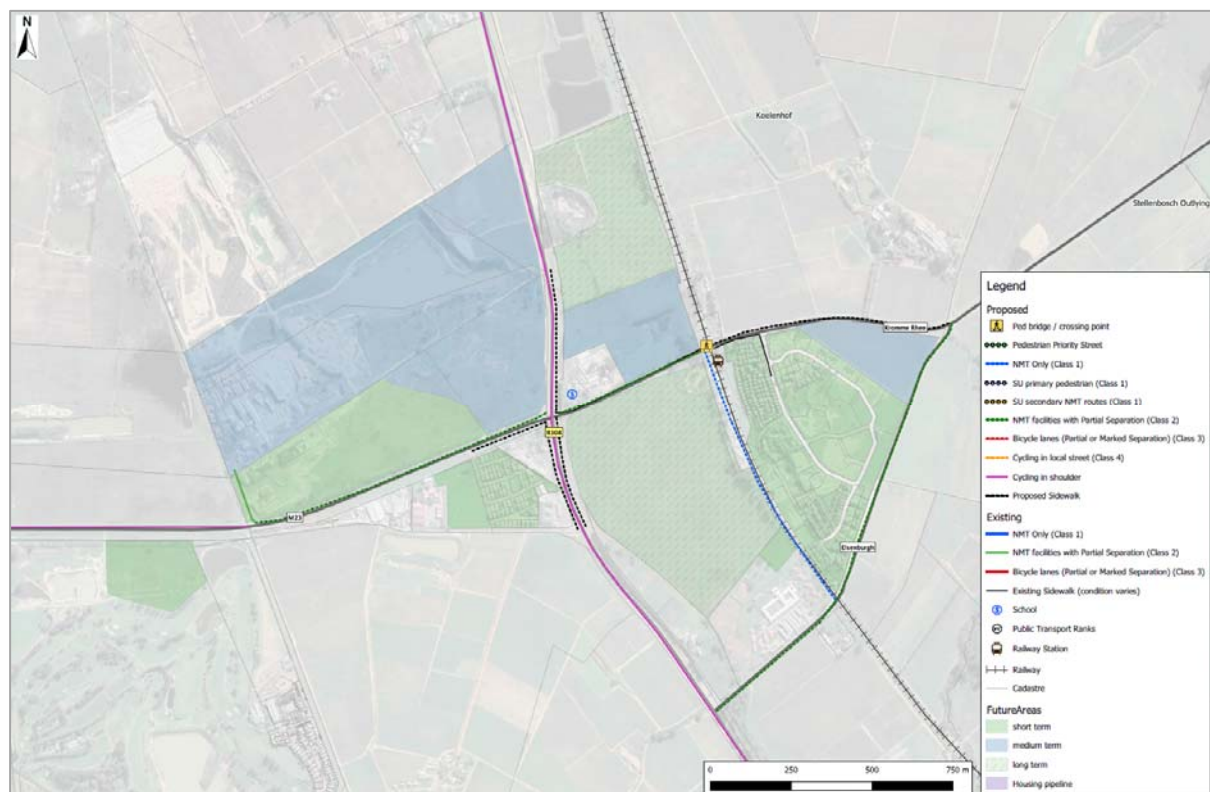 N
Koelenhof
Stellenbosch Outlying
Kromme Rhee
S
R304
M23
Elsenburgh
Legend
Proposed
Ped bridge / crossing point
Pedestrian Priority Street
NMT Only (Class 1)
SU primary pedestrian (Class 1)
SU secondary NMT routes (Class 1)
NMT facilities with Partial Separation (Class 2)
Bicycle lanes (Partial or Marked Separation) (Class 3)
Cycling in local street (Class 4)
Cycling in shoulder
Proposed Sidewalk
Existing
NMT Only (Class 1)
NMT facilities with Partial Separation (Class 2)
Bicycle lanes (Partial or Marked Separation) (Class 3)
Existing Sidewalk (condition varies)
S School
PT Public Transport Ranks
Railway Station
Railway
Cadastre
FutureAreas
short term
medium term
long term
Housing pipeline
0 250 500 750 m